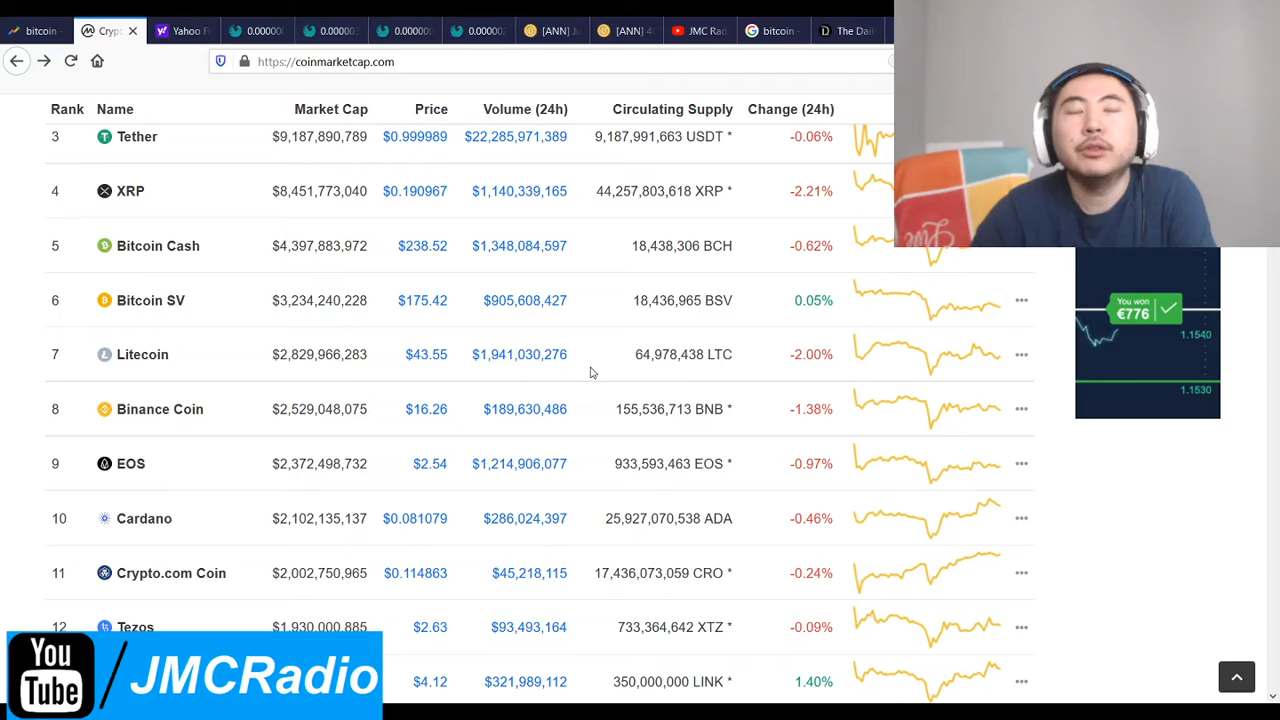 bitcoin
Cryp
Yahoo F
0.00000
0.00000
0.00000
0.00000
[ANN]
[ANN] 4
JMC Rad
bitcoin
D The Dai
https://coinmarketcap.com
Rank Name Market Cap Price Volume (24h) Circulating Supply Change (24h)
3 Tether $9,187,890,789 $0.999989 $22,285,971,389 9,187,991,663 USDT * -0.06%
4 XRP $8,451,773,040 $0.190967 $1,140,339,165 44,257,803,618 XRP * -2.21%
5 Bitcoin Cash $4,397,883,972 $238.52 $1,348,084,597 18,438,306 BCH -0.62%
6 Bitcoin SV $3,234,240,228 $175.42 $905,608,427 18,436,965 BSV 0.05%
7 Litecoin $2,829,966,283 $43.55 $1,941,030,276 64,978,438 LTC -2.00%
8 Binance Coin $2,529,048,075 $16.26 $189,630,486 155,536,713 BNB * -1.38%
9 EOS $2,372,498,732 $2.54 $1,214,906,077 933,593,463 EOS * -0.97%
10 Cardano $2,102,135,137 $0.081079 $286,024,397 25,927,070,538 ADA -0.46%
11 Crypto.com Coin $2,002,750,965 $0.114863 $45,218,115 17,436,073,059 CRO * -0.24%
12 Tezos $1,930,000,885 $2.63 $93,493,164 733,364,642 XTZ * -0.09%
$4.12 $321,989,112 350,000,000 LINK * 1.40%
You won
€776
1.1540
1.1530
You
Tube
/JMCRadio